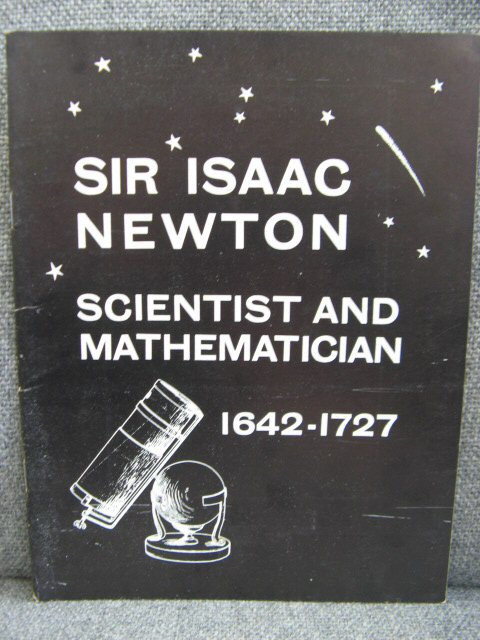 SIR ISAAC
NEWTON
SCIENTIST AND
MATHEMATICIAN
1642-1727